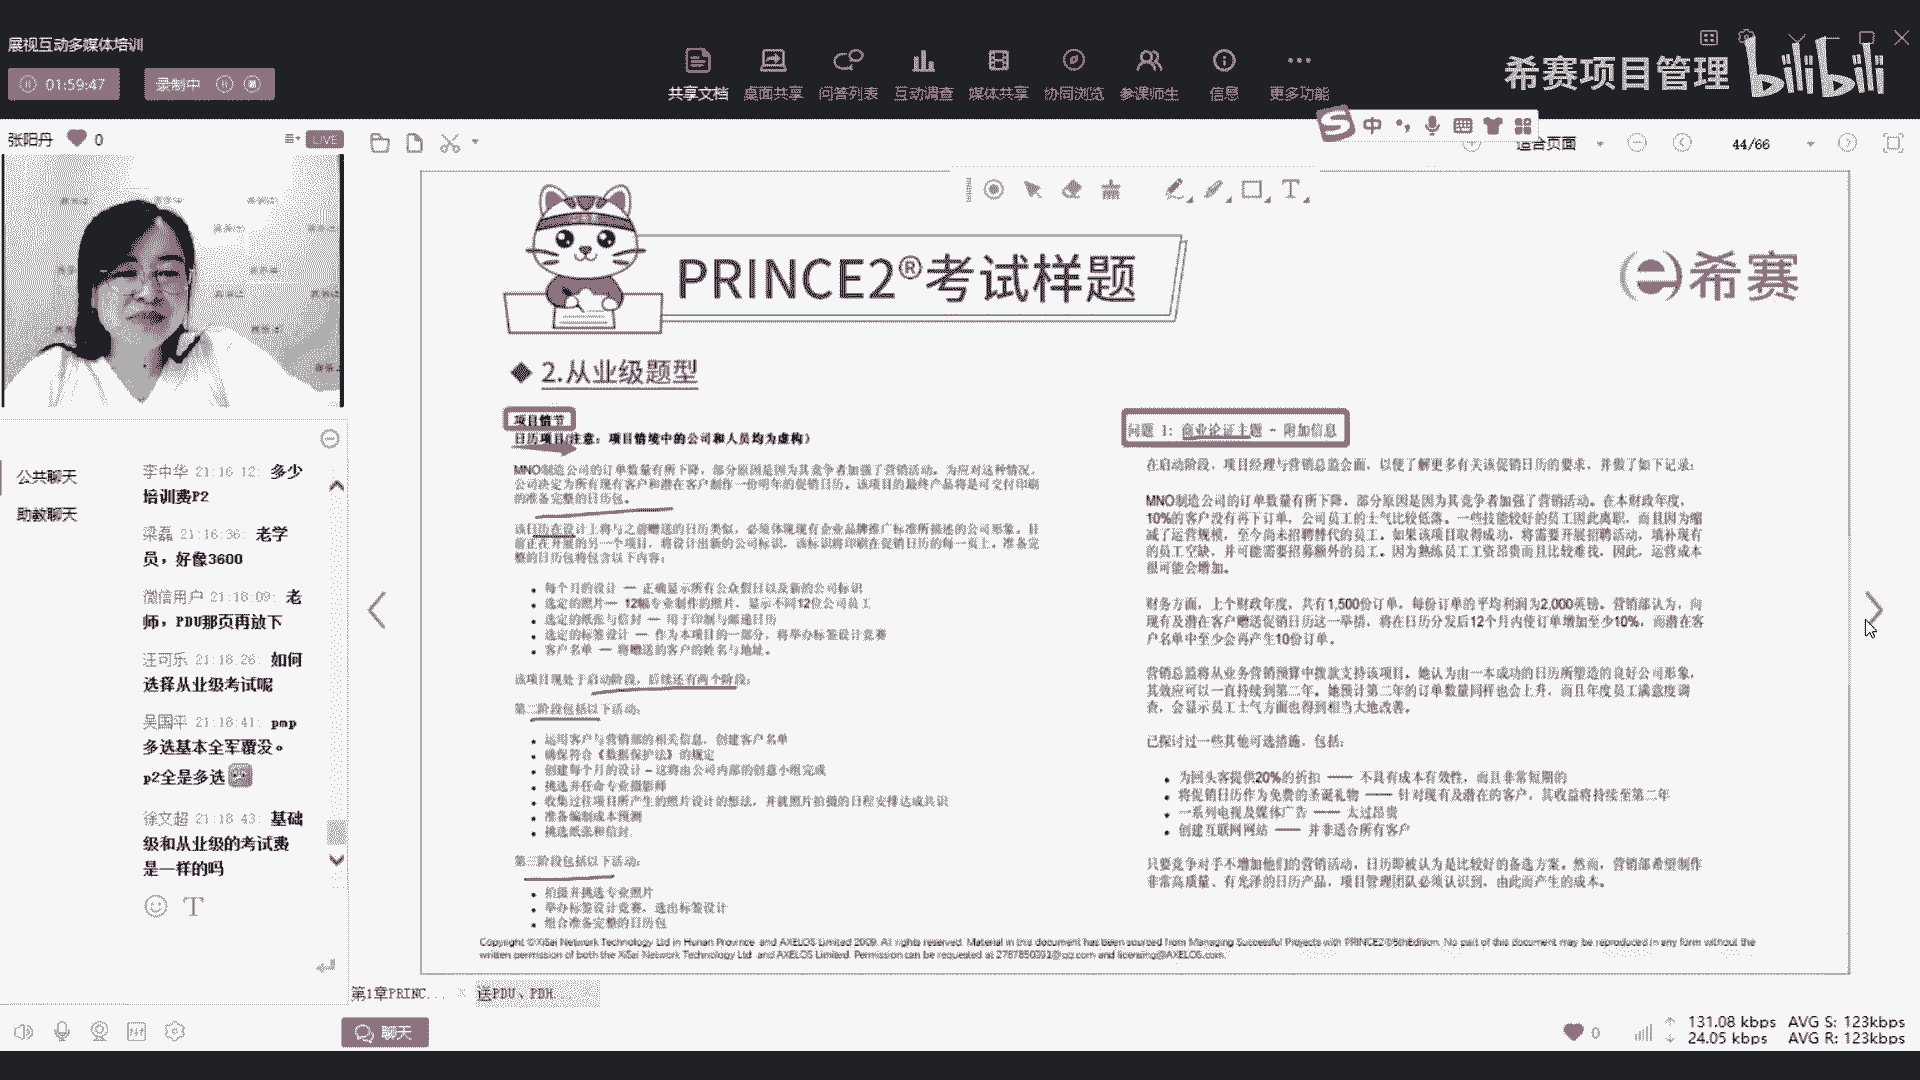 展视互动多媒体培训
01:59:47
录制中
共享文档
桌面共享
问答列表
互动调查
媒体共享
协同浏览
参课师生
信息
更多功能
希赛项目管理 bilibili
张阳丹 0
LIVE
中
适合页面
44/66
公共聊天
助教聊天
李中华 21:16:12: 多少
培训费P2
梁磊 21:16:36: 老学
员，好像3600
微信用户 21:18:09: 老
师，PDU那页再放下
汪可乐 21:18:26: 如何
选择从业级考试呢
吴国平 21:18:41: pmp
多选基本全军覆没。
p2全是多选
徐文超 21:18:43: 基础
级和从业级的考试费
是一样的吗
PRINCE2®考试样题
希赛
2.从业级题型
项目情节
日历项目(注意：项目情境中的公司和人员均为虚构)
MNO制造公司的订单数量有所下降，部分原因是因为其竞争者加强了营销活动。为应对这种情况，
公司决定为所有现有客户和潜在客户制作一份明年的促销日历。该项目的最终产品将是可交付印刷
的准备完整的日历包。
该日历在设计上将与之前赠送的日历类似，必须体现现有企业品牌推广标准所描述的公司形象。目
前正在开展的另一个项目，将设计出新的公司标识，该标识将印刷在促销日历的每一页上。准备完
整的日历包将包含以下内容：
• 每个月的设计 — 正确显示所有公众假日以及新的公司标识
• 选定的照片— 12幅专业制作的照片，显示不同12位公司员工
• 选定的纸张与信封 — 用于印制与邮递日历
• 选定的标签设计 — 作为本项目的一部分，将举办标签设计竞赛
• 客户名单 — 将赠送的客户的姓名与地址。
该项目现处于启动阶段，后续还有两个阶段：
第二阶段包括以下活动：
• 运用客户与营销部的相关信息，创建客户名单
• 确保符合《数据保护法》的规定
• 创建每个月的设计 – 这将由公司内部的创意小组完成
• 挑选并任命专业摄影师
• 收集过往项目所产生的照片设计的想法，并就照片拍摄的日程安排达成共识
• 准备编制成本预测
• 挑选纸张和信封.
第三阶段包括以下活动：
• 拍摄并挑选专业照片
• 举办标签设计竞赛，选出标签设计
• 组合准备完整的日历包
问题 1：商业论证主题 - 附加信息
在启动阶段，项目经理与营销总监会面，以便了解更多有关该促销日历的要求，并做了如下记录：
MNO制造公司的订单数量有所下降，部分原因是因为其竞争者加强了营销活动。在本财政年度，
10%的客户没有再下订单，公司员工的士气比较低落。一些技能较好的员工因此离职，而且因为缩
减了运营规模，至今尚未招聘替代的员工。如果该项目取得成功，将需要开展招聘活动，填补现有
的员工空缺，并可能需要招募额外的员工。因为熟练员工工资昂贵而且比较难找，因此，运营成本
很可能会增加。
财务方面，上个财政年度，共有1,500份订单，每份订单的平均利润为2,000英镑。营销部认为，向
现有及潜在客户赠送促销日历这一举措，将在日历分发后12个月内使订单增加至少10%，而潜在客
户名单中至少会再产生10份订单。
营销总监将从业务营销预算中拨款支持该项目。她认为由一本成功的日历所塑造的良好公司形象，
其效应可以一直持续到第二年。她预计第二年的订单数量同样也会上升，而且年度员工满意度调
查，会显示员工士气方面也得到相当大地改善。
已探讨过一些其他可选措施，包括：
• 为回头客提供20%的折扣 —— 不具有成本有效性，而且非常短期的
• 将促销日历作为免费的圣诞礼物 —— 针对现有及潜在的客户，其收益将持续至第二年
• 一系列电视及媒体广告 —— 太过昂贵
• 创建互联网网站 —— 并非适合所有客户
只要竞争对手不增加他们的营销活动，日历即被认为是比较好的备选方案。然而，营销部希望制作
非常高质量、有光泽的日历产品，项目管理团队必须认识到，由此而产生的成本。
Copyright © XiSai Network Technology Ltd in Hunan Province and AXELOS Limited 2009. All rights reserved. Material in this document has been sourced from Managing Successful Projects with PRINCE2® 5th Edition. No part of this document may be reproduced in any form without the
written permission of both the XiSai Network Technology Ltd and AXELOS Limited. Permission can be requested at and licensing@AXELOS.com.
第1章PRINC...
送PDU、PDH
聊天
0
131.08 kbps AVG S: 123kbps
24.05 kbps AVG R: 123kbps